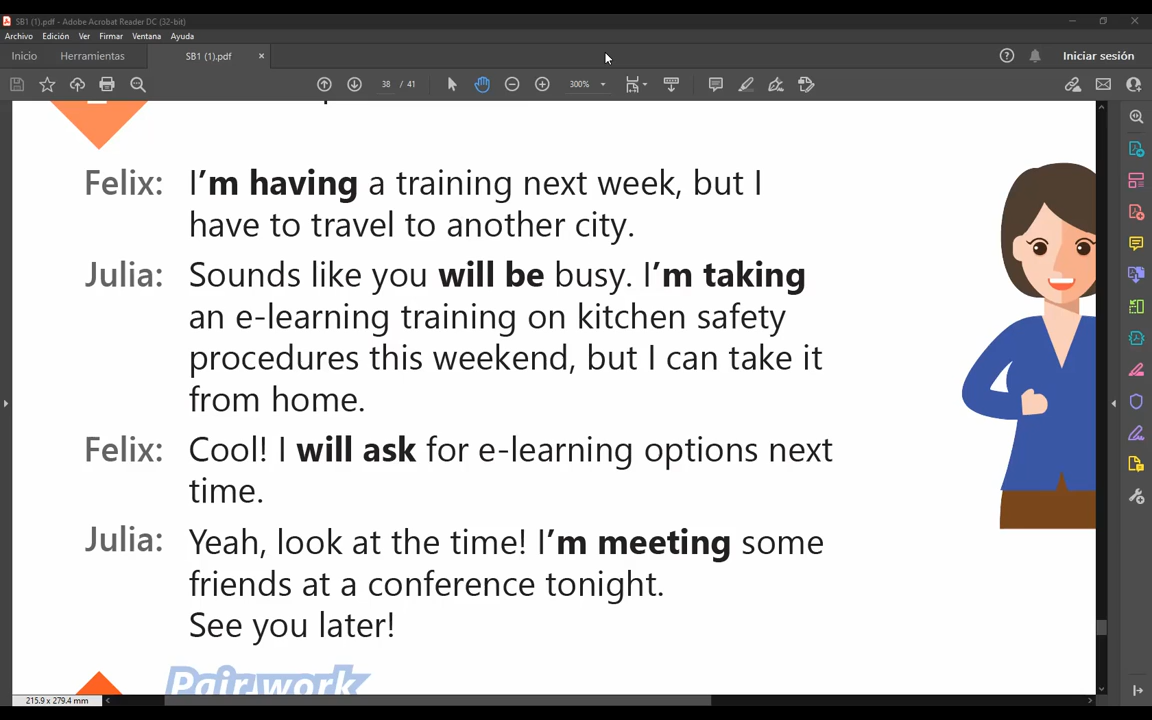 SB1 (1).pdf - Adobe Acrobat Reader DC (32-bit)
Archivo Edición Ver Firmar Ventana Ayuda
Inicio Herramientas SB1 (1).pdf × Iniciar sesión
38 / 41 300%
Felix: I'm having a training next week, but I
have to travel to another city.
Julia: Sounds like you will be busy. I'm taking
an e-learning training on kitchen safety
procedures this weekend, but I can take it
from home.
Felix: Cool! I will ask for e-learning options next
time.
Julia: Yeah, look at the time! I'm meeting some
friends at a conference tonight.
See you later!
Pair work
215.9 x 279.4 mm